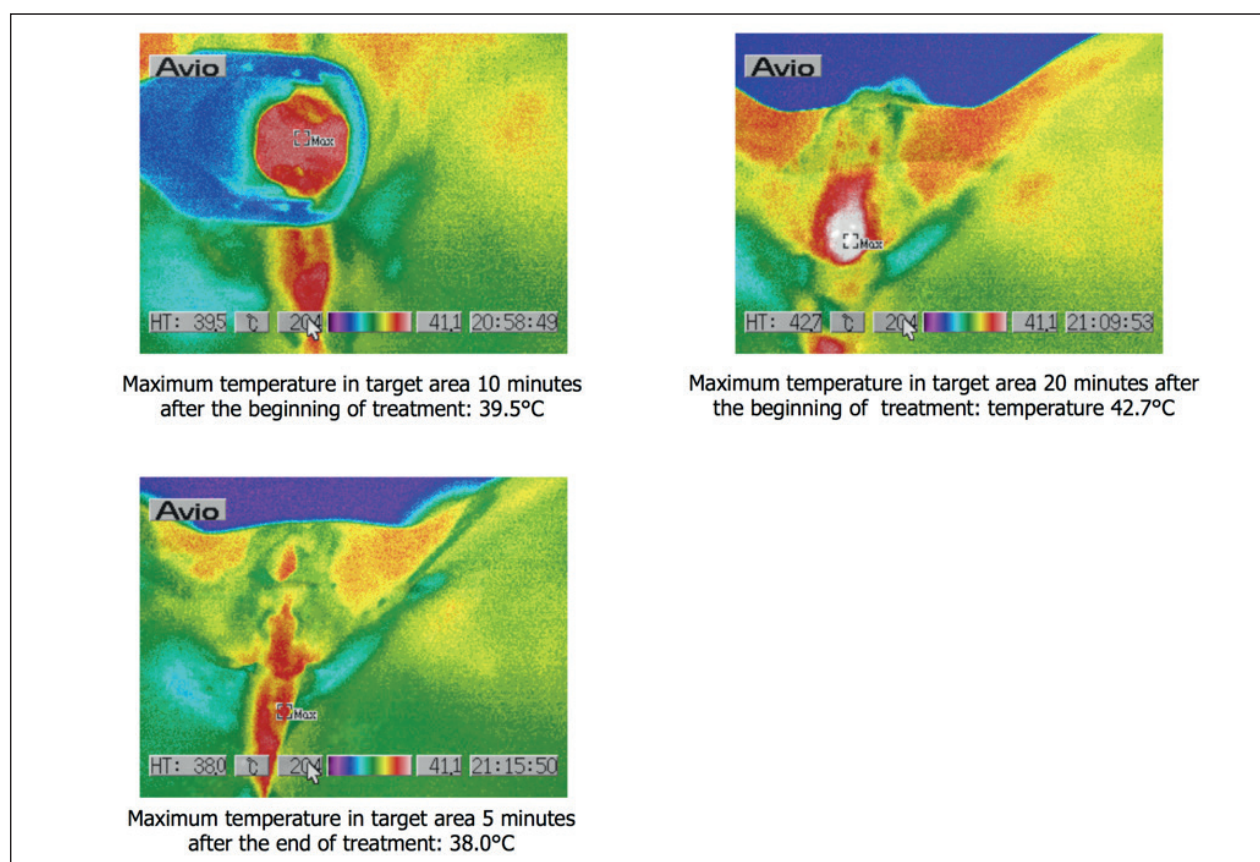 Avio
Max
HT: 39.5 ℃ 20.4 41.1 20:58:49
Maximum temperature in target area 10 minutes
after the beginning of treatment: 39.5°C
Avio
Max
HT: 42.7 ℃ 20.4 41.1 21:09:53
Maximum temperature in target area 20 minutes after
the beginning of treatment: temperature 42.7°C
Avio
Max
HT: 38.0 ℃ 20.4 41.1 21:15:50
Maximum temperature in target area 5 minutes
after the end of treatment: 38.0°C